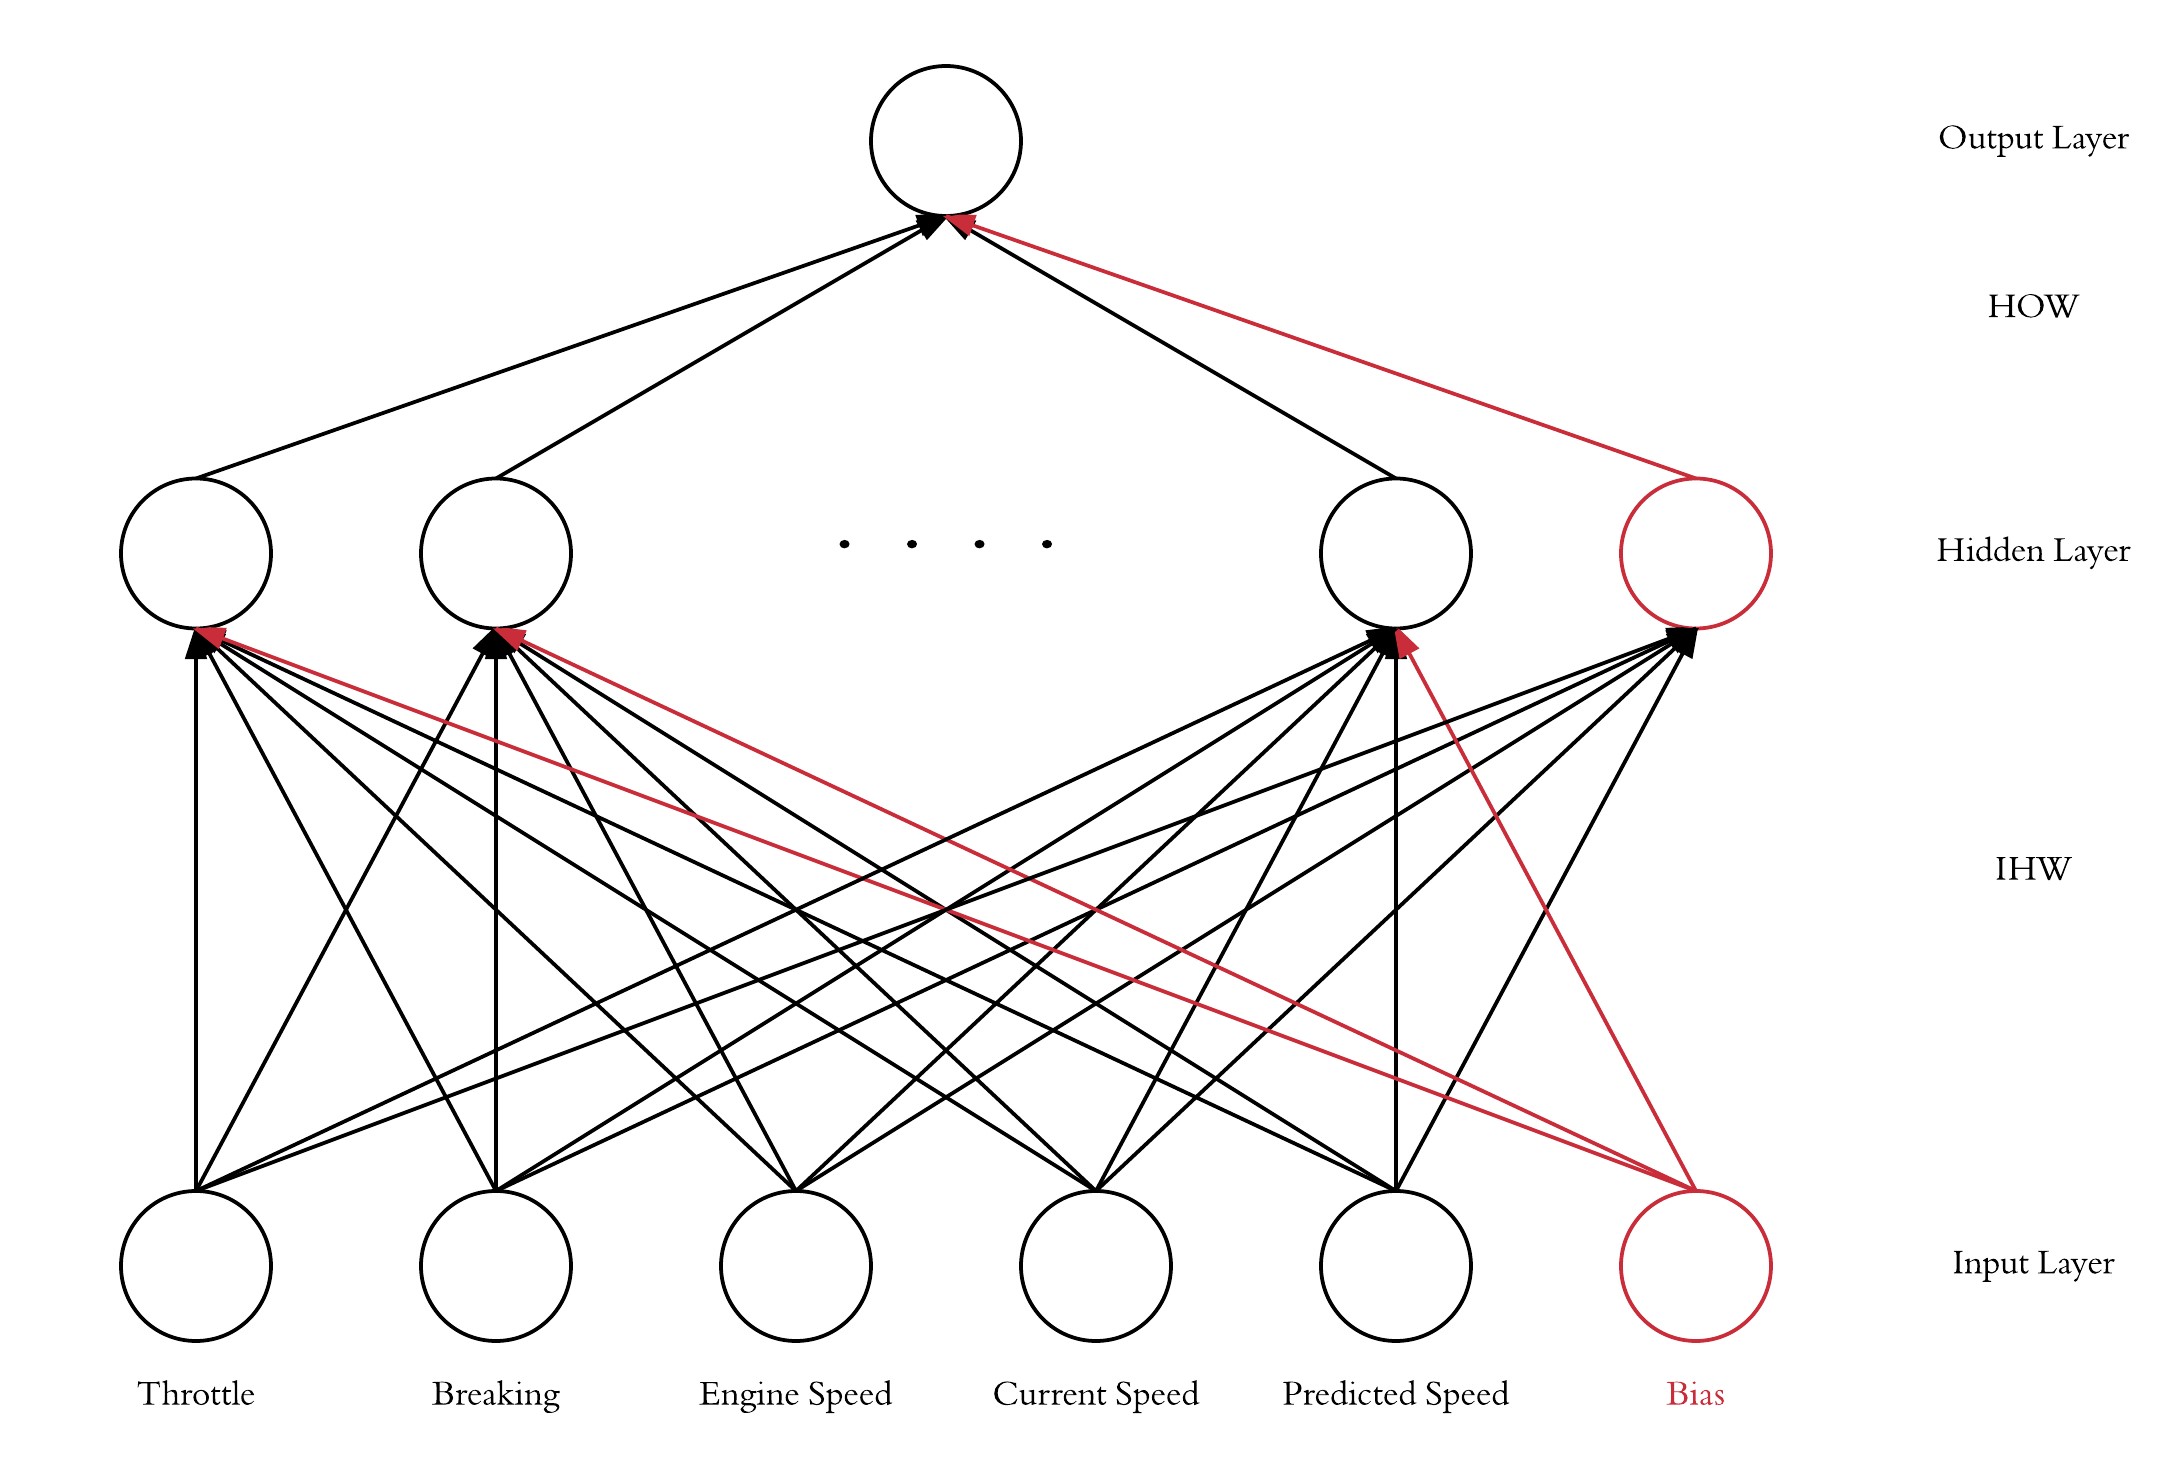 Output Layer
HOW
Hidden Layer
IHW
Input Layer
Throttle
Breaking
Engine Speed
Current Speed
Predicted Speed
Bias